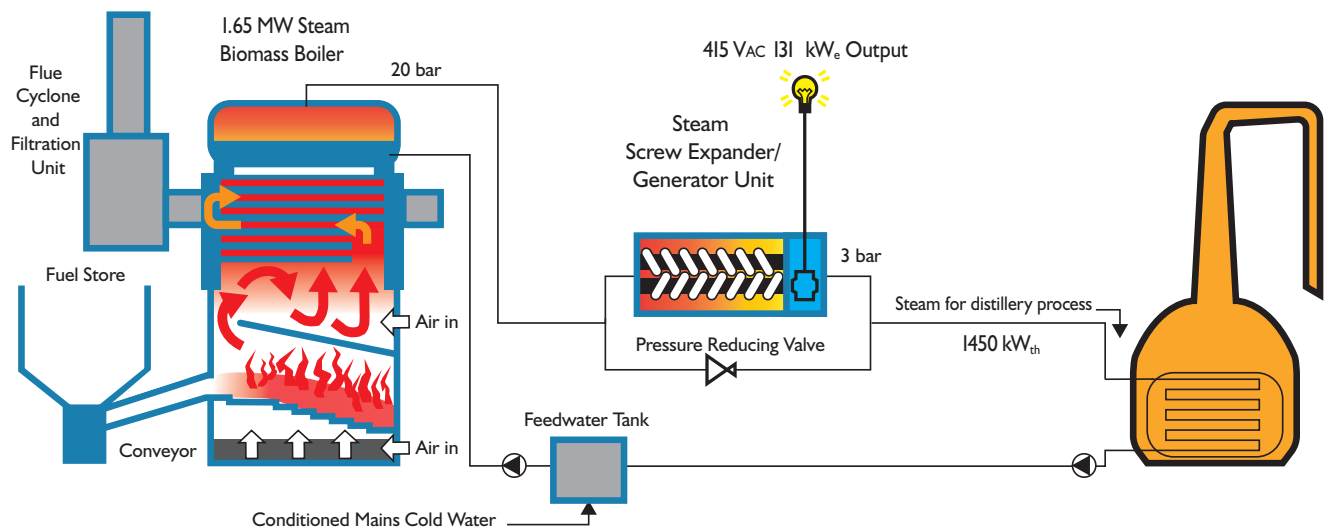 1.65 MW Steam
Biomass Boiler
Flue
Cyclone
and
Filtration
Unit
20 bar
415 VAC 131 kWe Output
Steam
Screw Expander/
Generator Unit
3 bar
Fuel Store
Air in
Steam for distillery process
1450 kWth
Pressure Reducing Valve
Feedwater Tank
Conveyor
Air in
Conditioned Mains Cold Water